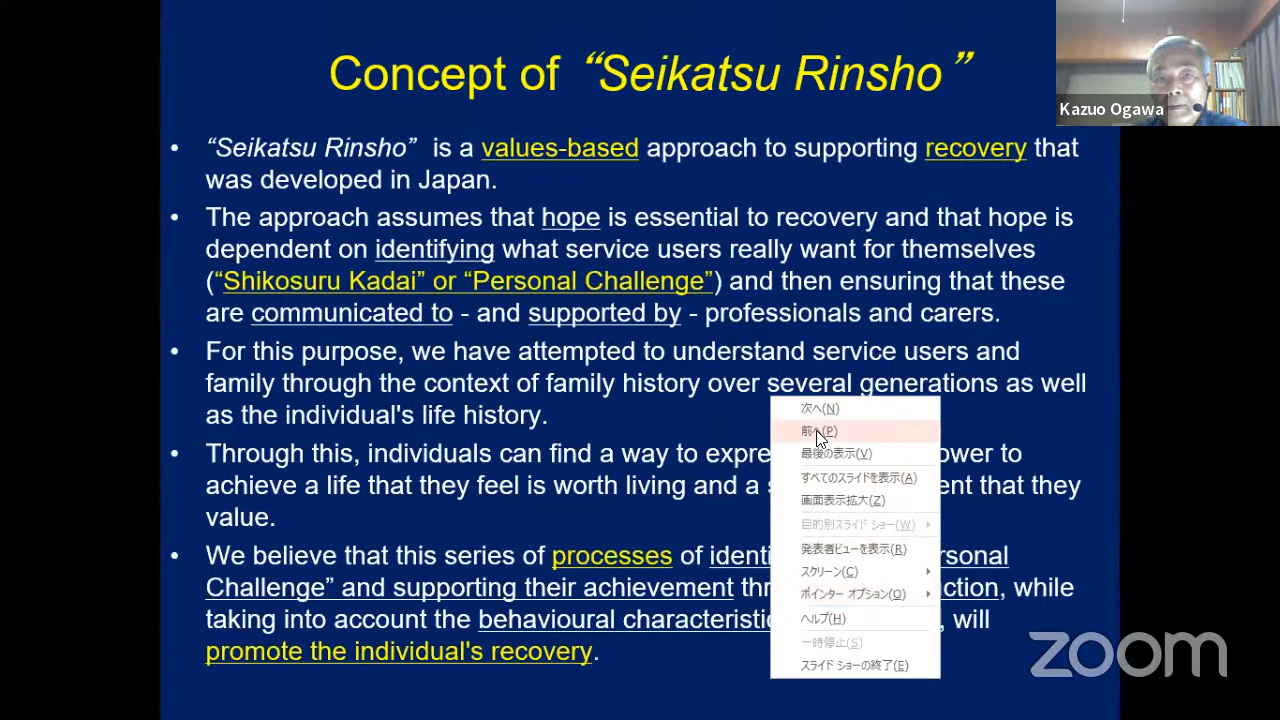 Concept of “Seikatsu Rinsho”
Kazuo Ogawa
• “Seikatsu Rinsho” is a values-based approach to supporting recovery that
was developed in Japan.
• The approach assumes that hope is essential to recovery and that hope is
dependent on identifying what service users really want for themselves
(“Shikosuru Kadai” or “Personal Challenge”) and then ensuring that these
are communicated to - and supported by - professionals and carers.
• For this purpose, we have attempted to understand service users and
family through the context of family history over several generations as well
as the individual's life history.
• Through this, individuals can find a way to
achieve a life that they feel is worth living and a
that they
value.
• We believe that this series of processes of
Challenge” and supporting their achievement
, while
taking into account the behavioural
, will
promote the individual's recovery.
次へ(N)
前へ(P)
最後の表示(V)
すべてのスライドを表示(A)
画面表示拡大(Z)
目的別スライド ショー(W)
発表者ビューを表示(R)
スクリーン(C)
ポインター オプション(O)
ヘルプ(H)
一時停止(S)
スライド ショーの終了(E)
zoom